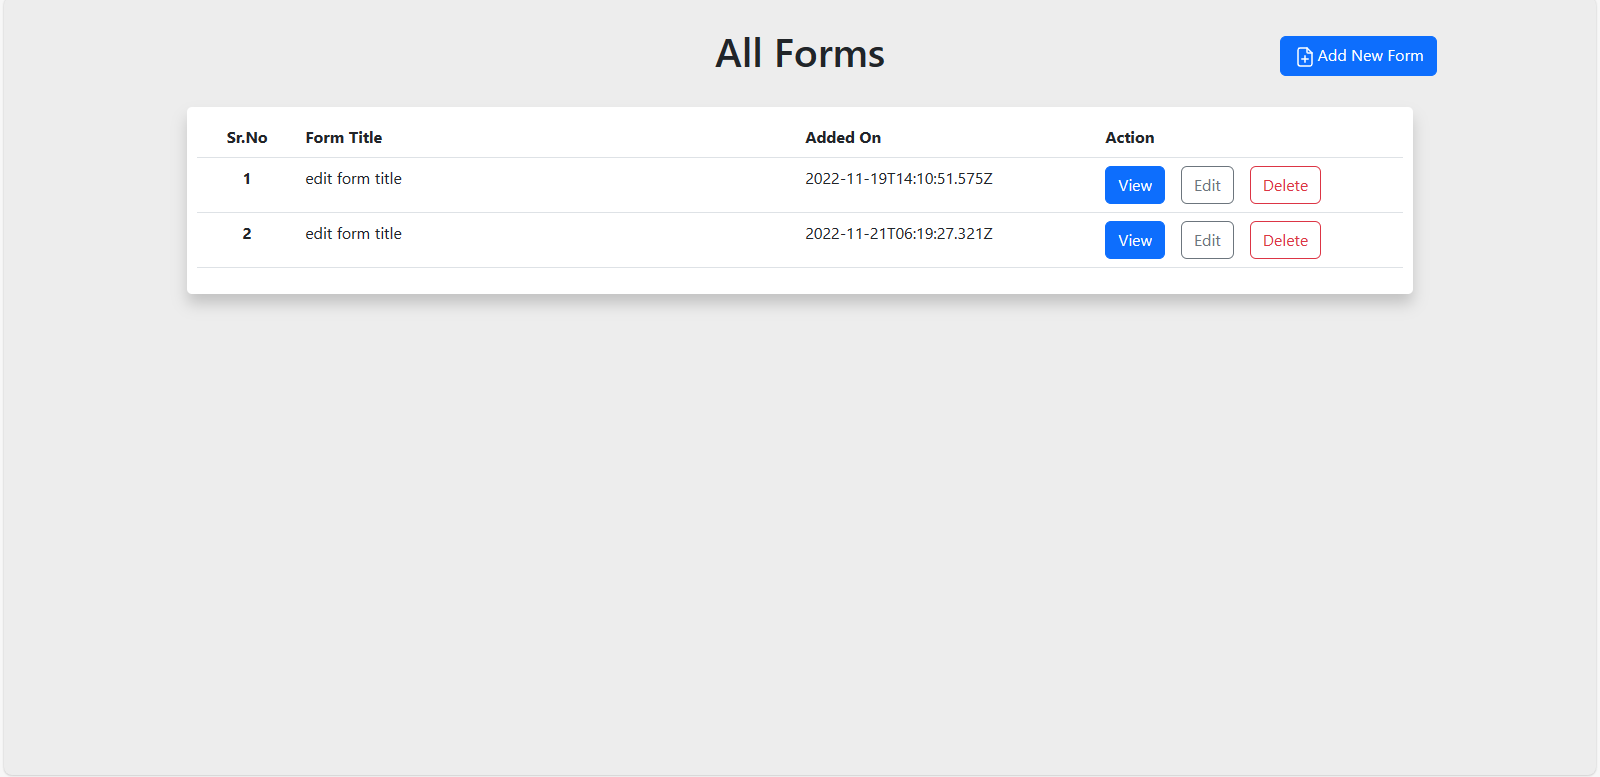 All Forms
Add New Form
Sr.No Form Title Added On Action
1 edit form title 2022-11-19T14:10:51.575Z View Edit Delete
2 edit form title 2022-11-21T06:19:27.321Z View Edit Delete